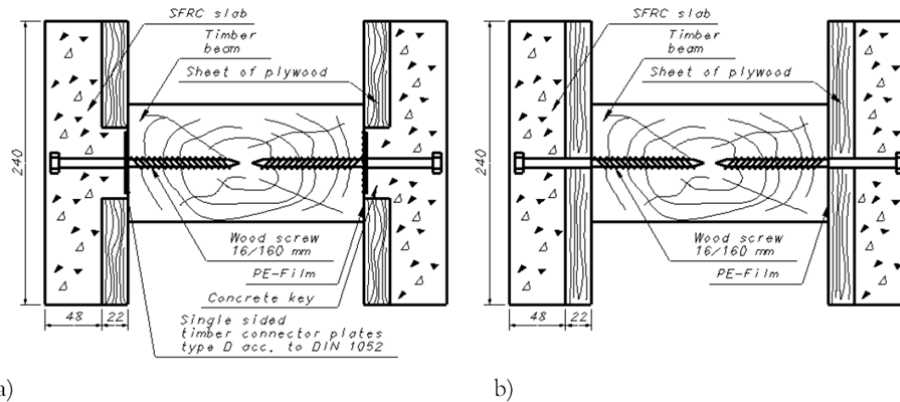 SFRC slab
Timber
beam
Sheet of plywood
240
Wood screw
16/160 mm
PE-Film
Concrete key
Single sided
timber connector plates
type D acc. to DIN 1052
48
22
a)
SFRC slab
Timber
beam
Sheet of plywood
240
Wood screw
16/160 mm
PE-Film
48
22
b)